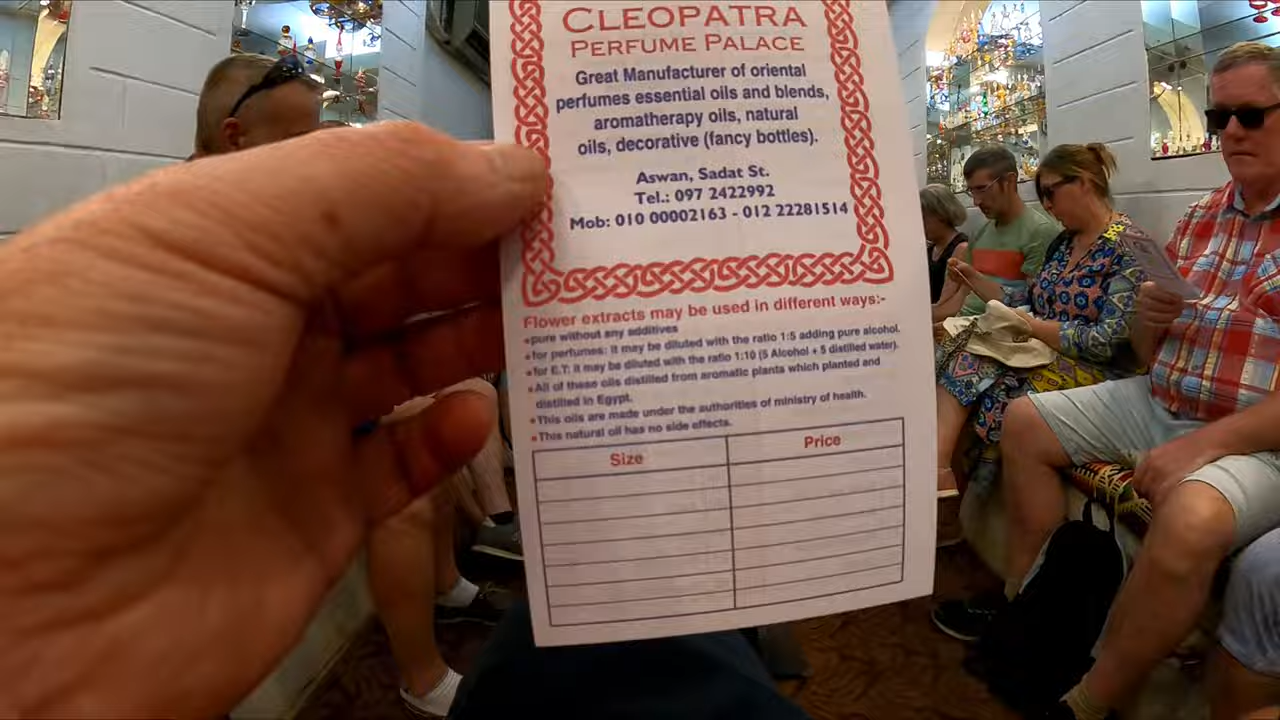 CLEOPATRA
PERFUME PALACE
Great Manufacturer of oriental
perfumes essential oils and blends,
aromatherapy oils, natural
oils, decorative (fancy bottles).
Aswan, Sadat St.
Tel.: 097 2422992
Mob: 010 00002163 - 012 22281514
Flower extracts may be used in different ways:-
•pure without any additives
•for perfumes: it may be diluted with the ratio 1:5 adding pure alcohol.
•for E.T: it may be diluted with the ratio 1:10 (5 Alcohol + 5 distilled water).
•All of these oils distilled from aromatic planta which planted and
distilled in Egypt.
•This oils are made under the authorities of ministry of health.
•This natural oil has no side effects.
Size Price